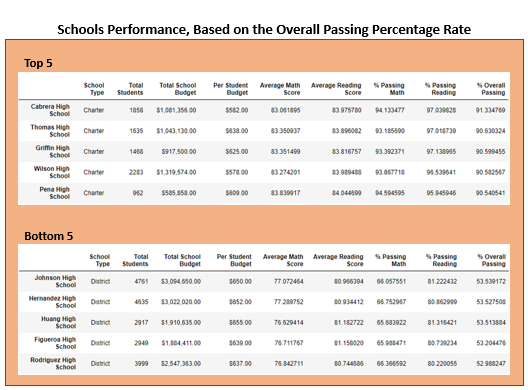 Schools Performance, Based on the Overall Passing Percentage Rate
Top 5
School Type Total Students Total School Budget Per Student Budget Average Math Score Average Reading Score % Passing Math % Passing Reading % Overall Passing
Cabrera High School Charter 1858 $1,081,356.00 $582.00 83.061895 83.975780 94.133477 97.039828 91.334769
Thomas High School Charter 1635 $1,043,130.00 $638.00 83.350937 83.896082 93.185690 97.018739 90.630324
Griffin High School Charter 1468 $917,500.00 $625.00 83.351499 83.816757 93.392371 97.138965 90.599455
Wilson High School Charter 2283 $1,319,574.00 $578.00 83.274201 83.989488 93.867718 96.539641 90.582567
Pena High School Charter 962 $585,858.00 $609.00 83.839917 84.044699 94.594595 95.945946 90.540541
Bottom 5
School Type Total Students Total School Budget Per Student Budget Average Math Score Average Reading Score % Passing Math % Passing Reading % Overall Passing
Johnson High School District 4761 $3,094,650.00 $650.00 77.072464 80.966394 66.057551 81.222432 53.539172
Hernandez High School District 4635 $3,022,020.00 $652.00 77.289752 80.934412 66.752967 80.862999 53.527508
Huang High School District 2917 $1,910,635.00 $655.00 76.629414 81.182722 65.683922 81.316421 53.513884
Figueroa High School District 2949 $1,884,411.00 $639.00 76.711767 81.158020 65.988471 80.739234 53.204476
Rodriguez High School District 3999 $2,547,363.00 $637.00 76.842711 80.744686 66.366592 80.220055 52.988247